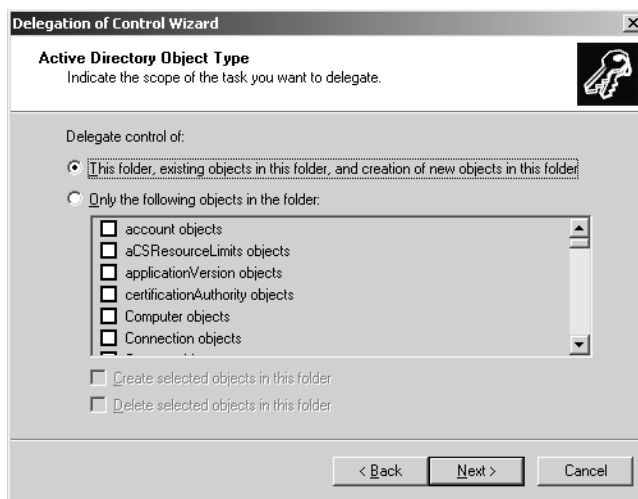 Delegation of Control Wizard
Active Directory Object Type
Indicate the scope of the task you want to delegate.
Delegate control of:
This folder, existing objects in this folder, and creation of new objects in this folder
Only the following objects in the folder:
account objects
aCSResourceLimits objects
applicationVersion objects
certificationAuthority objects
Computer objects
Connection objects
Create selected objects in this folder
Delete selected objects in this folder
< Back
Next >
Cancel